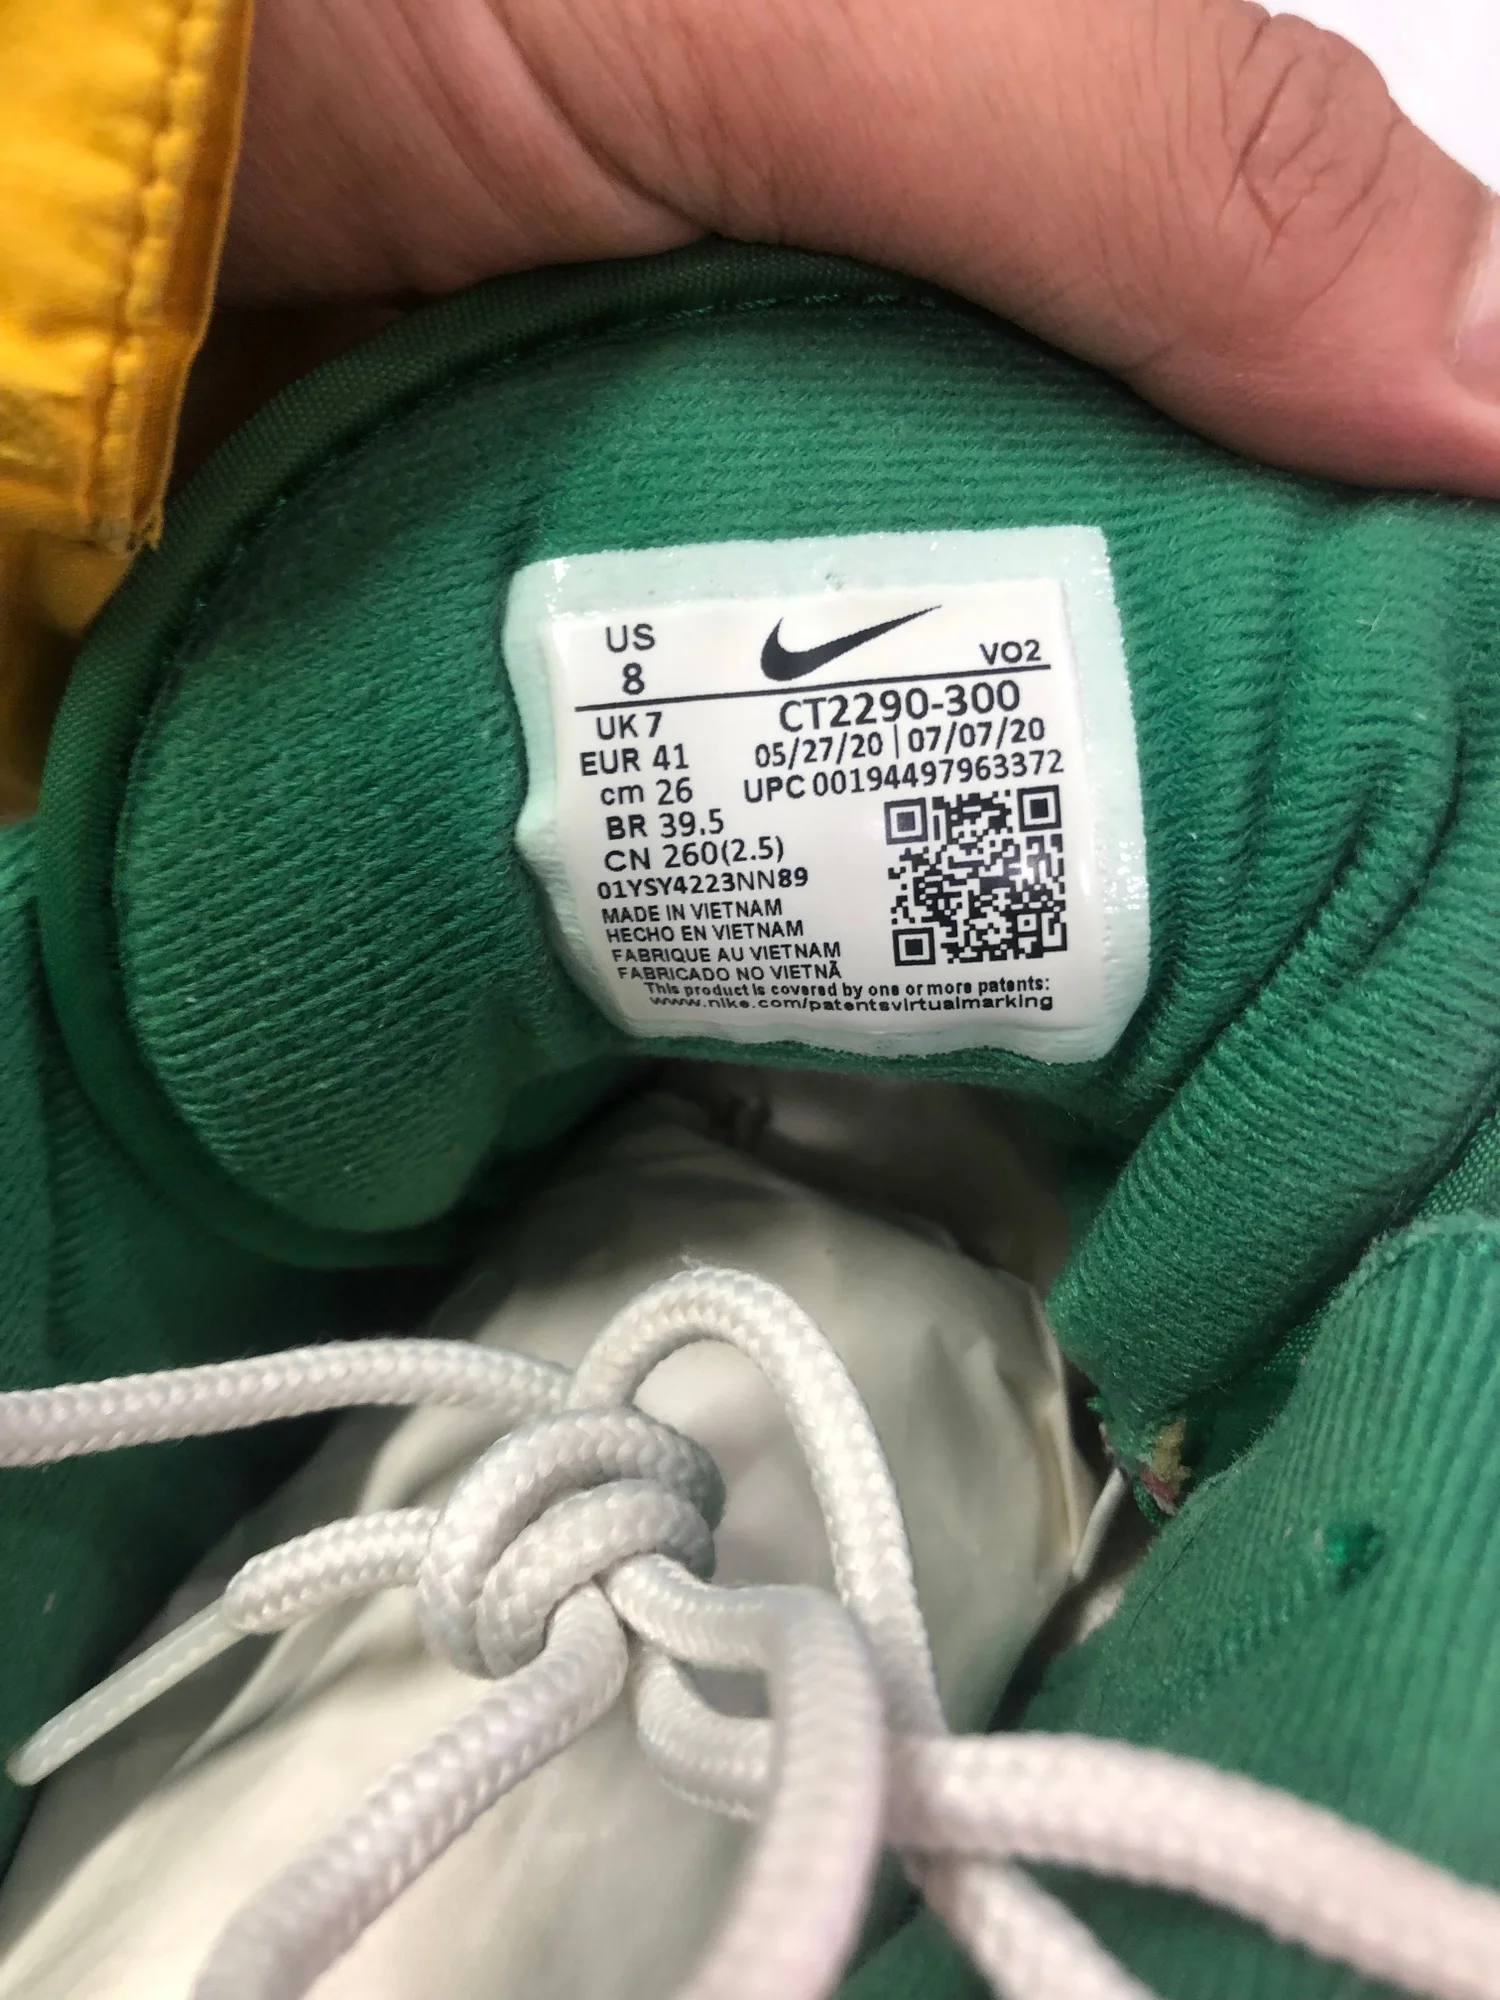 US
8
VO2
UK 7
CT2290-300
EUR 41
05/27/20 | 07/07/20
cm 26
UPC 00194497963372
BR 39.5
CN 260(2.5)
01YSY4223NN89
MADE IN VIETNAM
HECHO EN VIETNAM
FABRIQUE AU VIETNAM
FABRICADO NO VIETNÃ
This product is covered by one or more patents:
www.nike.com/patentsvirtualmarking